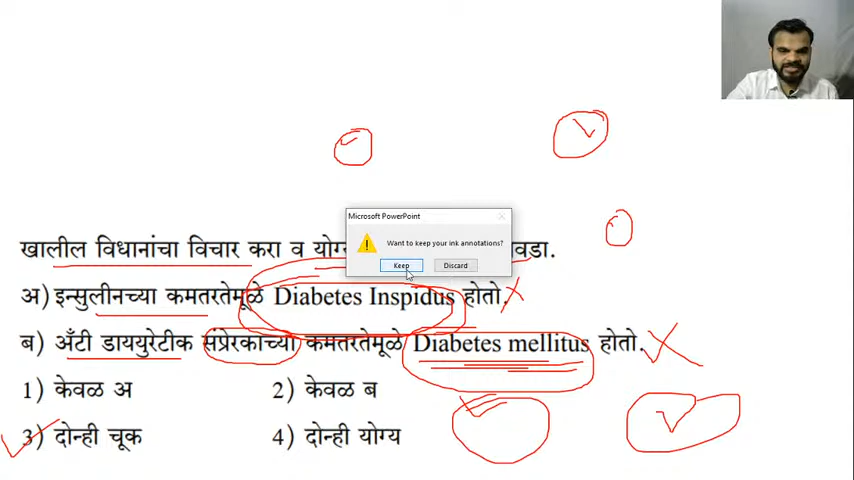 Microsoft PowerPoint
Want to keep your ink annotations?
Keep
Discard
खालील विधानांचा विचार करा व योग्य
अ) इन्सुलीनच्या कमतरतेमूळे Diabetes Inspidus होतो.
ब) अँटी डाययुरेटीक संप्रेरकाच्या कमतरतेमूळे Diabetes mellitus होतो.
1) केवळ अ
2) केवळ ब
3) दोन्ही चूक
4) दोन्ही योग्य